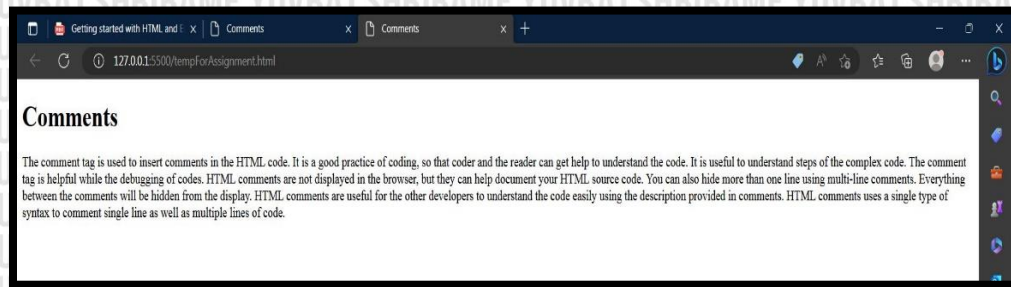 Getting started with HTML and E
Comments
Comments
127.0.0.1:5500/tempForAssignment.html
Comments
The comment tag is used to insert comments in the HTML code. It is a good practice of coding, so that coder and the reader can get help to understand the code. It is useful to understand steps of the complex code. The comment
tag is helpful while the debugging of codes. HTML comments are not displayed in the browser, but they can help document your HTML source code. You can also hide more than one line using multi-line comments. Everything
between the comments will be hidden from the display. HTML comments are useful for the other developers to understand the code easily using the description provided in comments. HTML comments uses a single type of
syntax to comment single line as well as multiple lines of code.